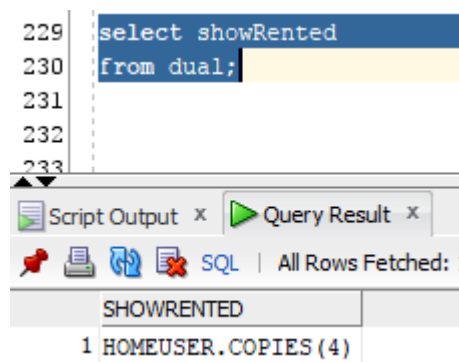 229 select showRented
230 from dual;
231
232
233
Script Output x Query Result x
SQL | All Rows Fetched:
SHOWRENTED
1 HOMEUSER.COPIES(4)